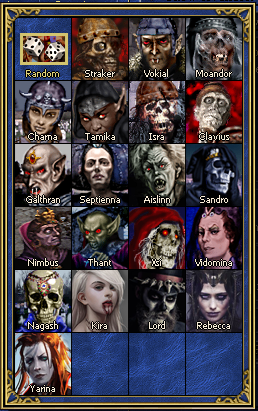 Random Straker Vokial Moandor
Charna Tamika Isra Clavius
Galthran Septienna Aislinn Sandro
Nimbus Thant Xsi Vidomina
Nagash Kira Lord Rebecca
Yarina